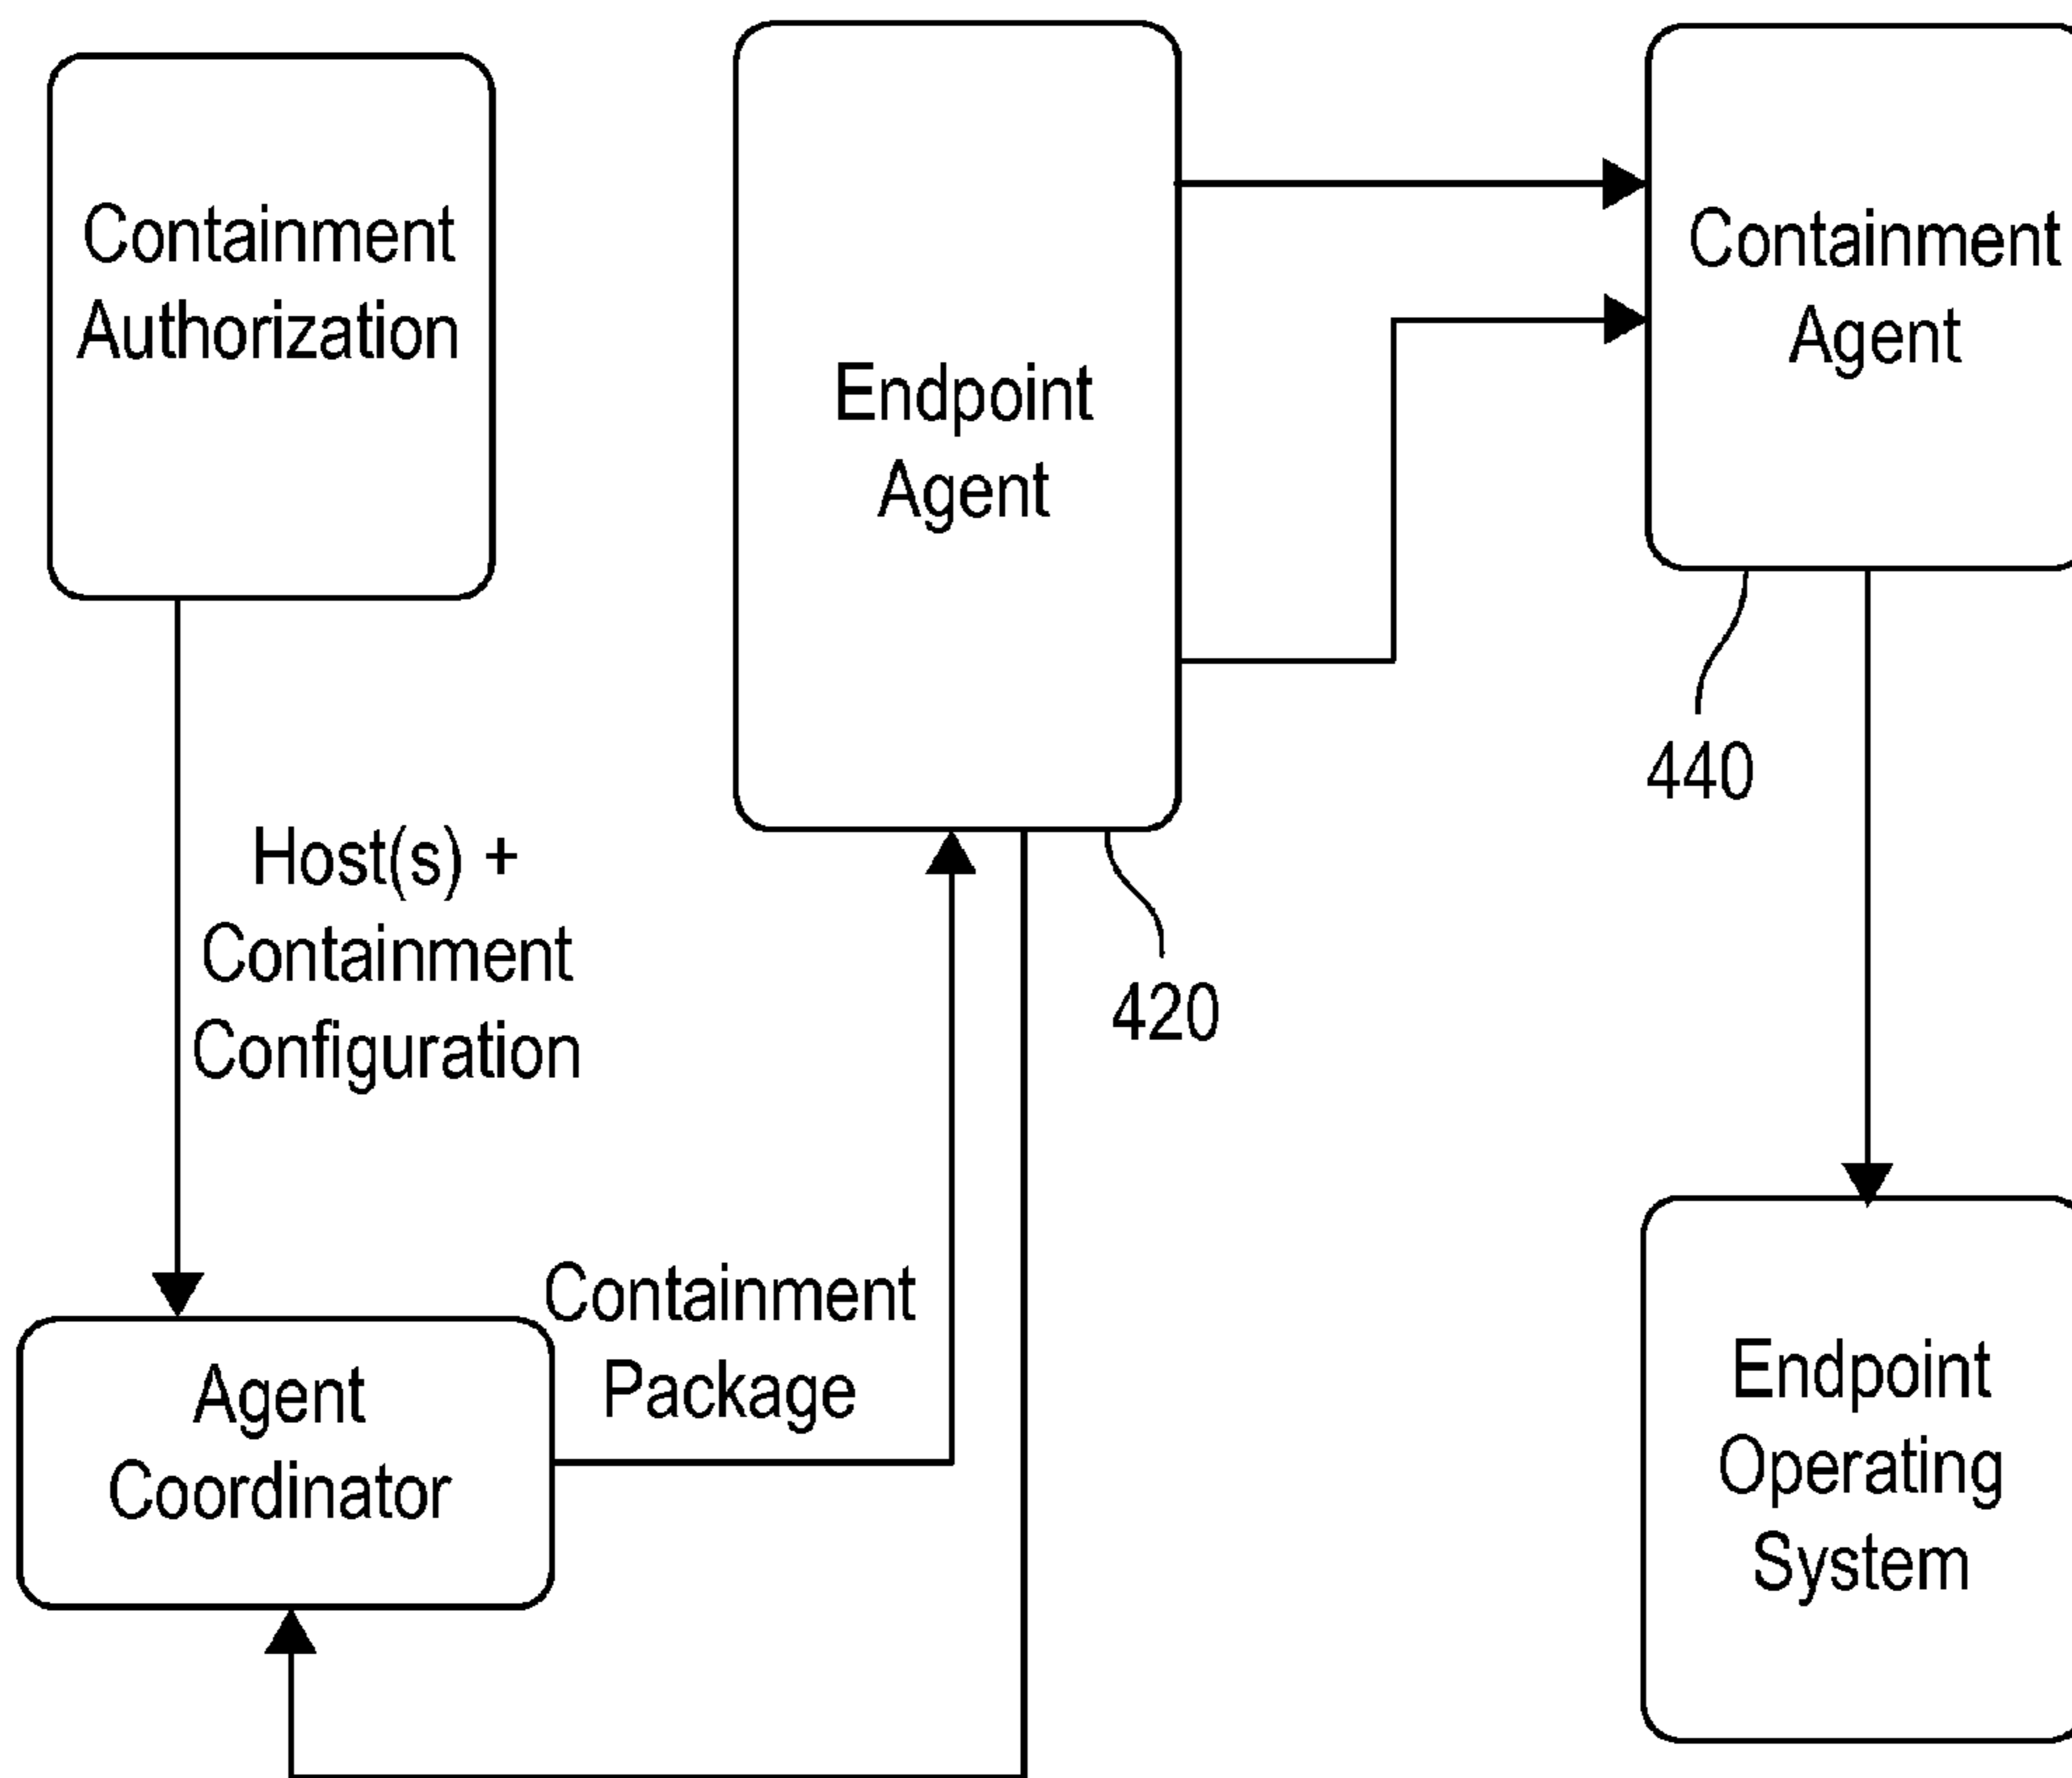 Containment
Authorization
Endpoint
Agent
Containment
Agent
440
Host(s) +
Containment
Configuration
420
Containment
Package
Agent
Coordinator
Endpoint
Operating
System